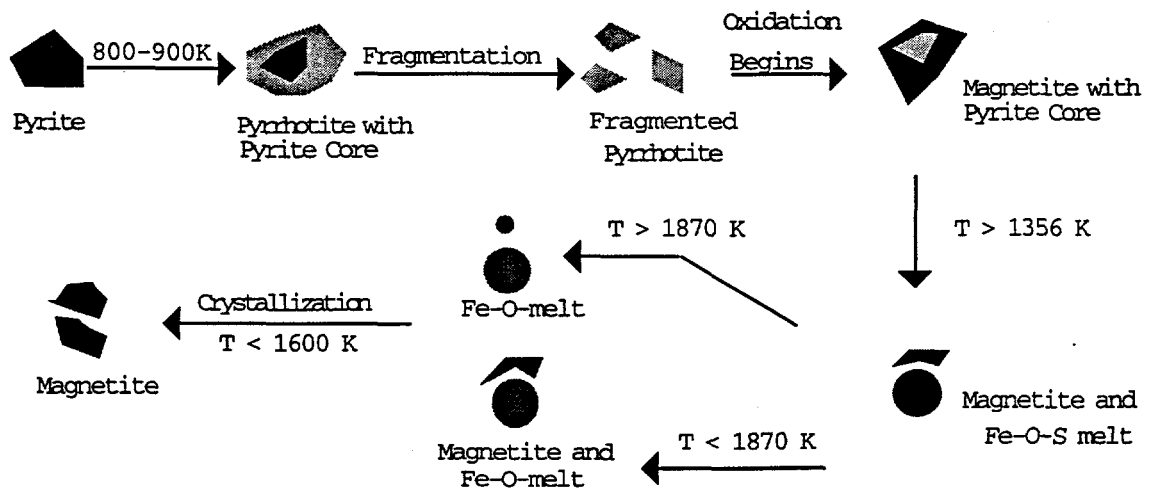 800-900K
Pyrite
Pyrrhotite with
Pyrite Core
Fragmentation
Fragmented
Pyrrhotite
Oxidation
Begins
Magnetite with
Pyrite Core
T > 1356 K
Magnetite and
Fe-O-S melt
T > 1870 K
Fe-O-melt
T < 1870 K
Magnetite and
Fe-O-melt
Crystallization
T < 1600 K
Magnetite